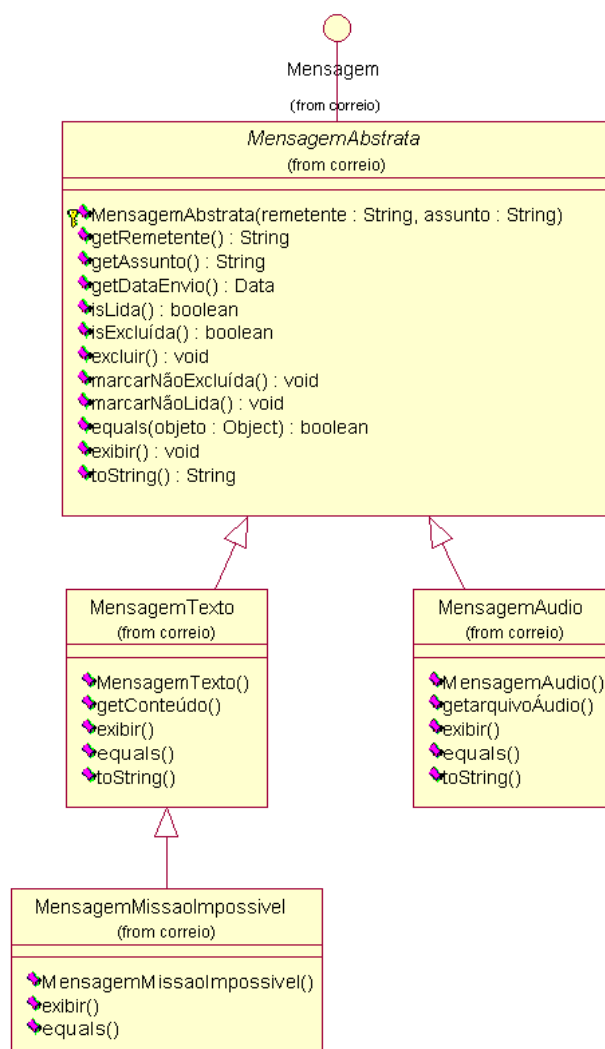 Mensagem
(from correio)
MensagemAbstrata
(from correio)
MensagemAbstrata(remetente : String, assunto : String)
getRemetente() : String
getAssunto() : String
getDataEnvio() : Data
isLida() : boolean
isExcluída() : boolean
excluir() : void
marcarNãoExcluída() : void
marcarNãoLida() : void
equals(objeto : Object) : boolean
exibir() : void
toString() : String
MensagemTexto
(from correio)
MensagemTexto()
getConteúdo()
exibir()
equals()
toString()
MensagemAudio
(from correio)
MensagemAudio()
getarquivoÁudio()
exibir()
equals()
toString()
MensagemMissaoImpossivel
(from correio)
MensagemMissaoImpossivel()
exibir()
equals()